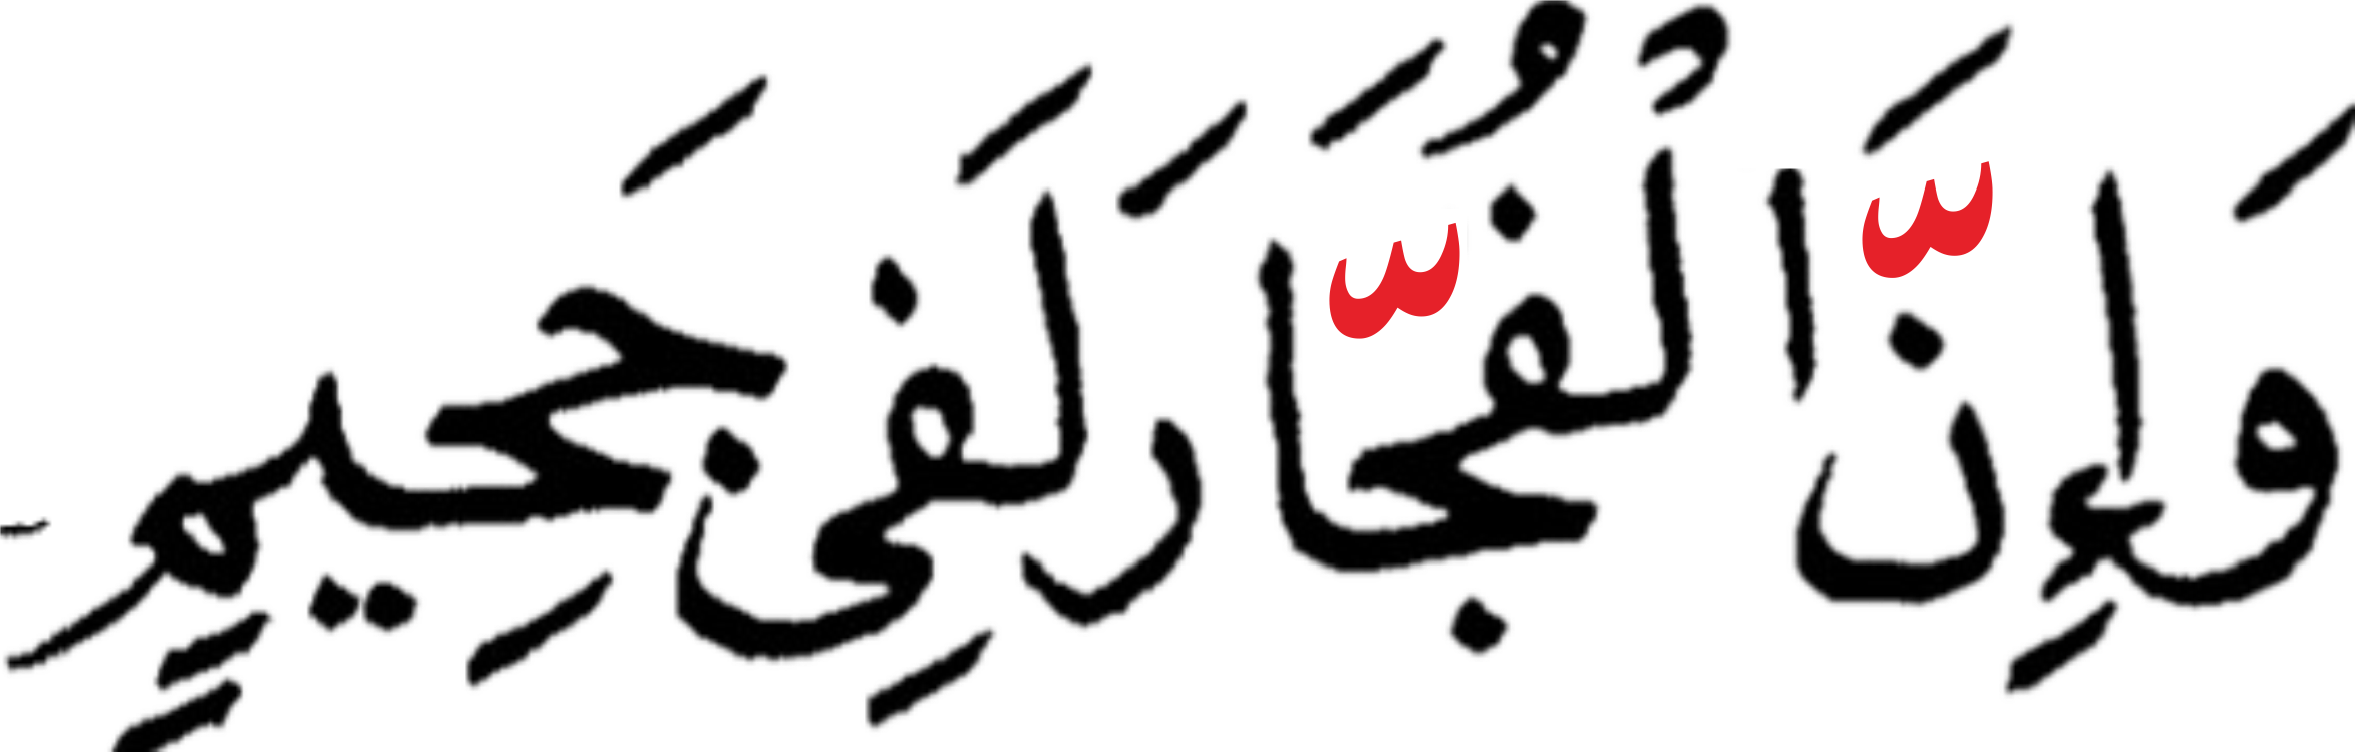 وَإِنَّ الْفُجَّارَ لَفِى جَحِيمٍ